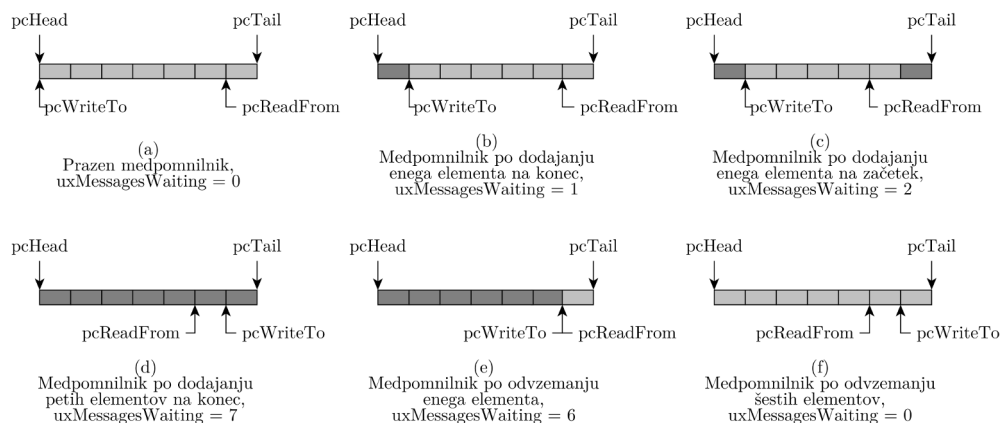 pcHead
pcTail
pcWriteTo
pcReadFrom
(a)
Prazen medpomnilnik,
uxMessagesWaiting = 0
pcHead
pcTail
pcWriteTo
pcReadFrom
(b)
Medpomnilnik po dodajanju
enega elementa na konec,
uxMessagesWaiting = 1
pcHead
pcTail
pcWriteTo
pcReadFrom
(c)
Medpomnilnik po dodajanju
enega elementa na začetek,
uxMessagesWaiting = 2
pcHead
pcTail
pcReadFrom
pcWriteTo
(d)
Medpomnilnik po dodajanju
petih elementov na konec,
uxMessagesWaiting = 7
pcHead
pcTail
pcWriteTo
pcReadFrom
(e)
Medpomnilnik po odvzemanju
enega elementa,
uxMessagesWaiting = 6
pcHead
pcTail
pcReadFrom
pcWriteTo
(f)
Medpomnilnik po odvzemanju
šestih elementov,
uxMessagesWaiting = 0